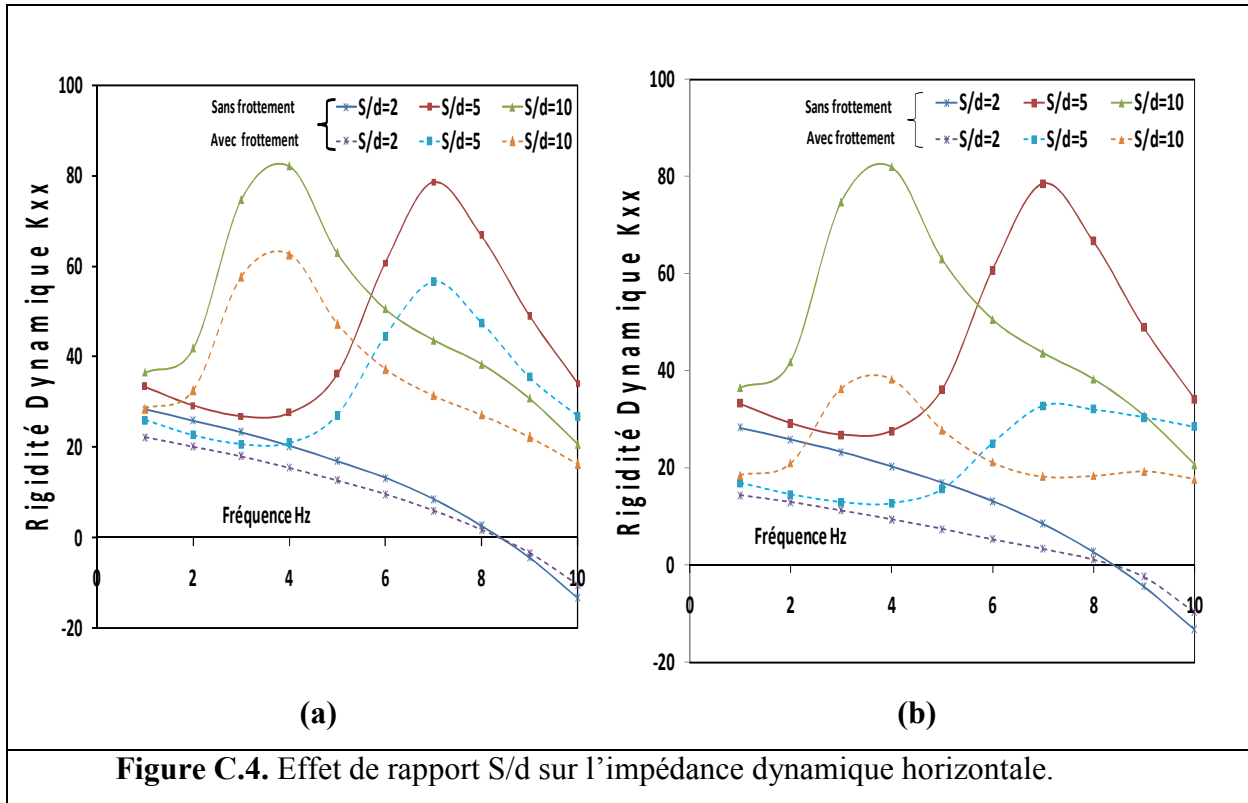 100
80
60
40
20
0
-20
0 2 4 6 8 10
Rigidité Dynamique Kxx
Fréquence Hz
Sans frottement S/d=2 S/d=5 S/d=10
Avec frottement S/d=2 S/d=5 S/d=10
(a)
100
80
60
40
20
0
-20
0 2 4 6 8 10
Rigidité Dynamique Kxx
Fréquence Hz
Sans frottement S/d=2 S/d=5 S/d=10
Avec frottement S/d=2 S/d=5 S/d=10
(b)
Figure C.4. Effet de rapport S/d sur l’impédance dynamique horizontale.